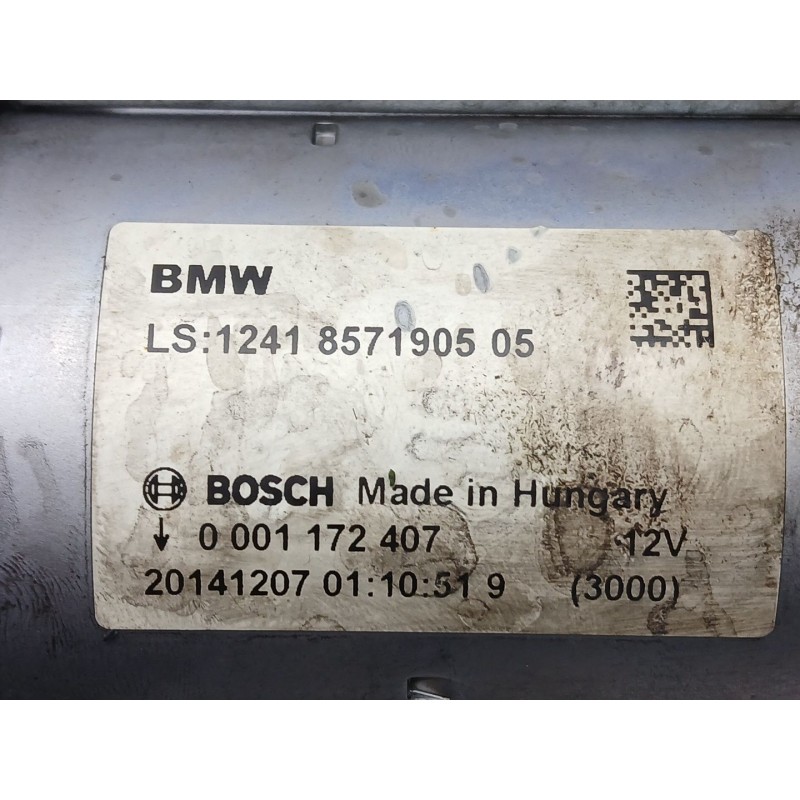 BMW
LS:1241 8571905 05
BOSCH Made in Hungary
0 001 172 407 12V
20141207 01:10:51 9 (3000)